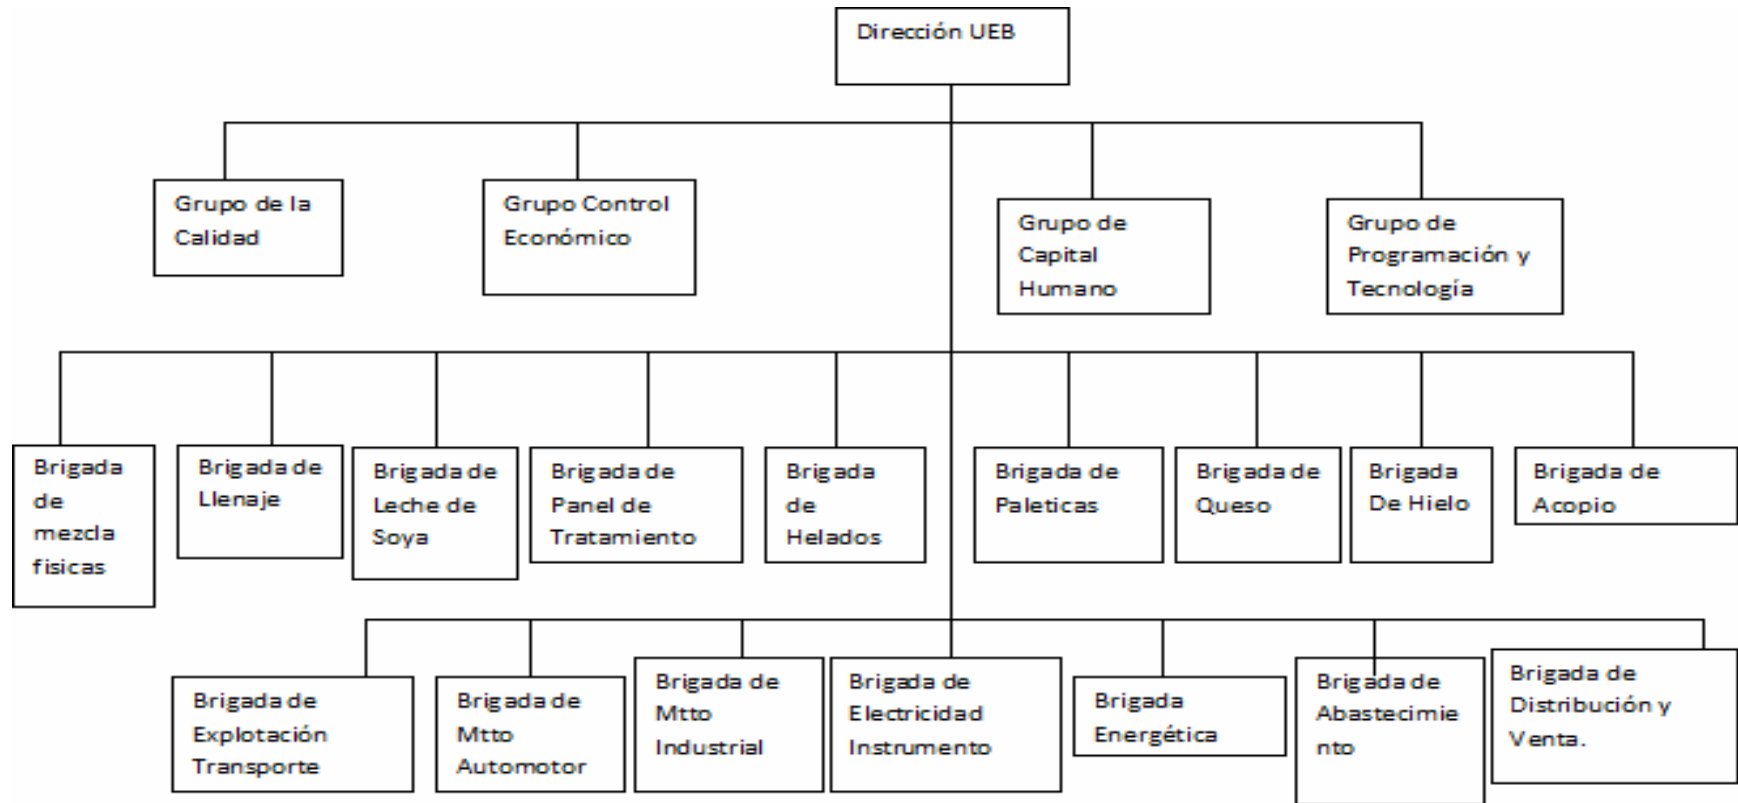 Dirección UEB
Grupo de la
Calidad
Grupo Control
Económico
Grupo de
Capital
Humano
Grupo de
Programación y
Tecnología
Brigada
de
mezcla
fisicas
Brigada de
Llenaje
Brigada de
Leche de
Soya
Brigada de
Panel de
Tratamiento
Brigada
de
Helados
Brigada de
Paleticas
Brigada de
Queso
Brigada
De Hielo
Brigada de
Acopio
Brigada de
Explotación
Transporte
Brigada de
Mtto
Automotor
Brigada de
Mtto
Industrial
Brigada de
Electricidad
Instrumento
Brigada
Energética
Brigada de
Abastecimie
nto
Brigada de
Distribución y
Venta.